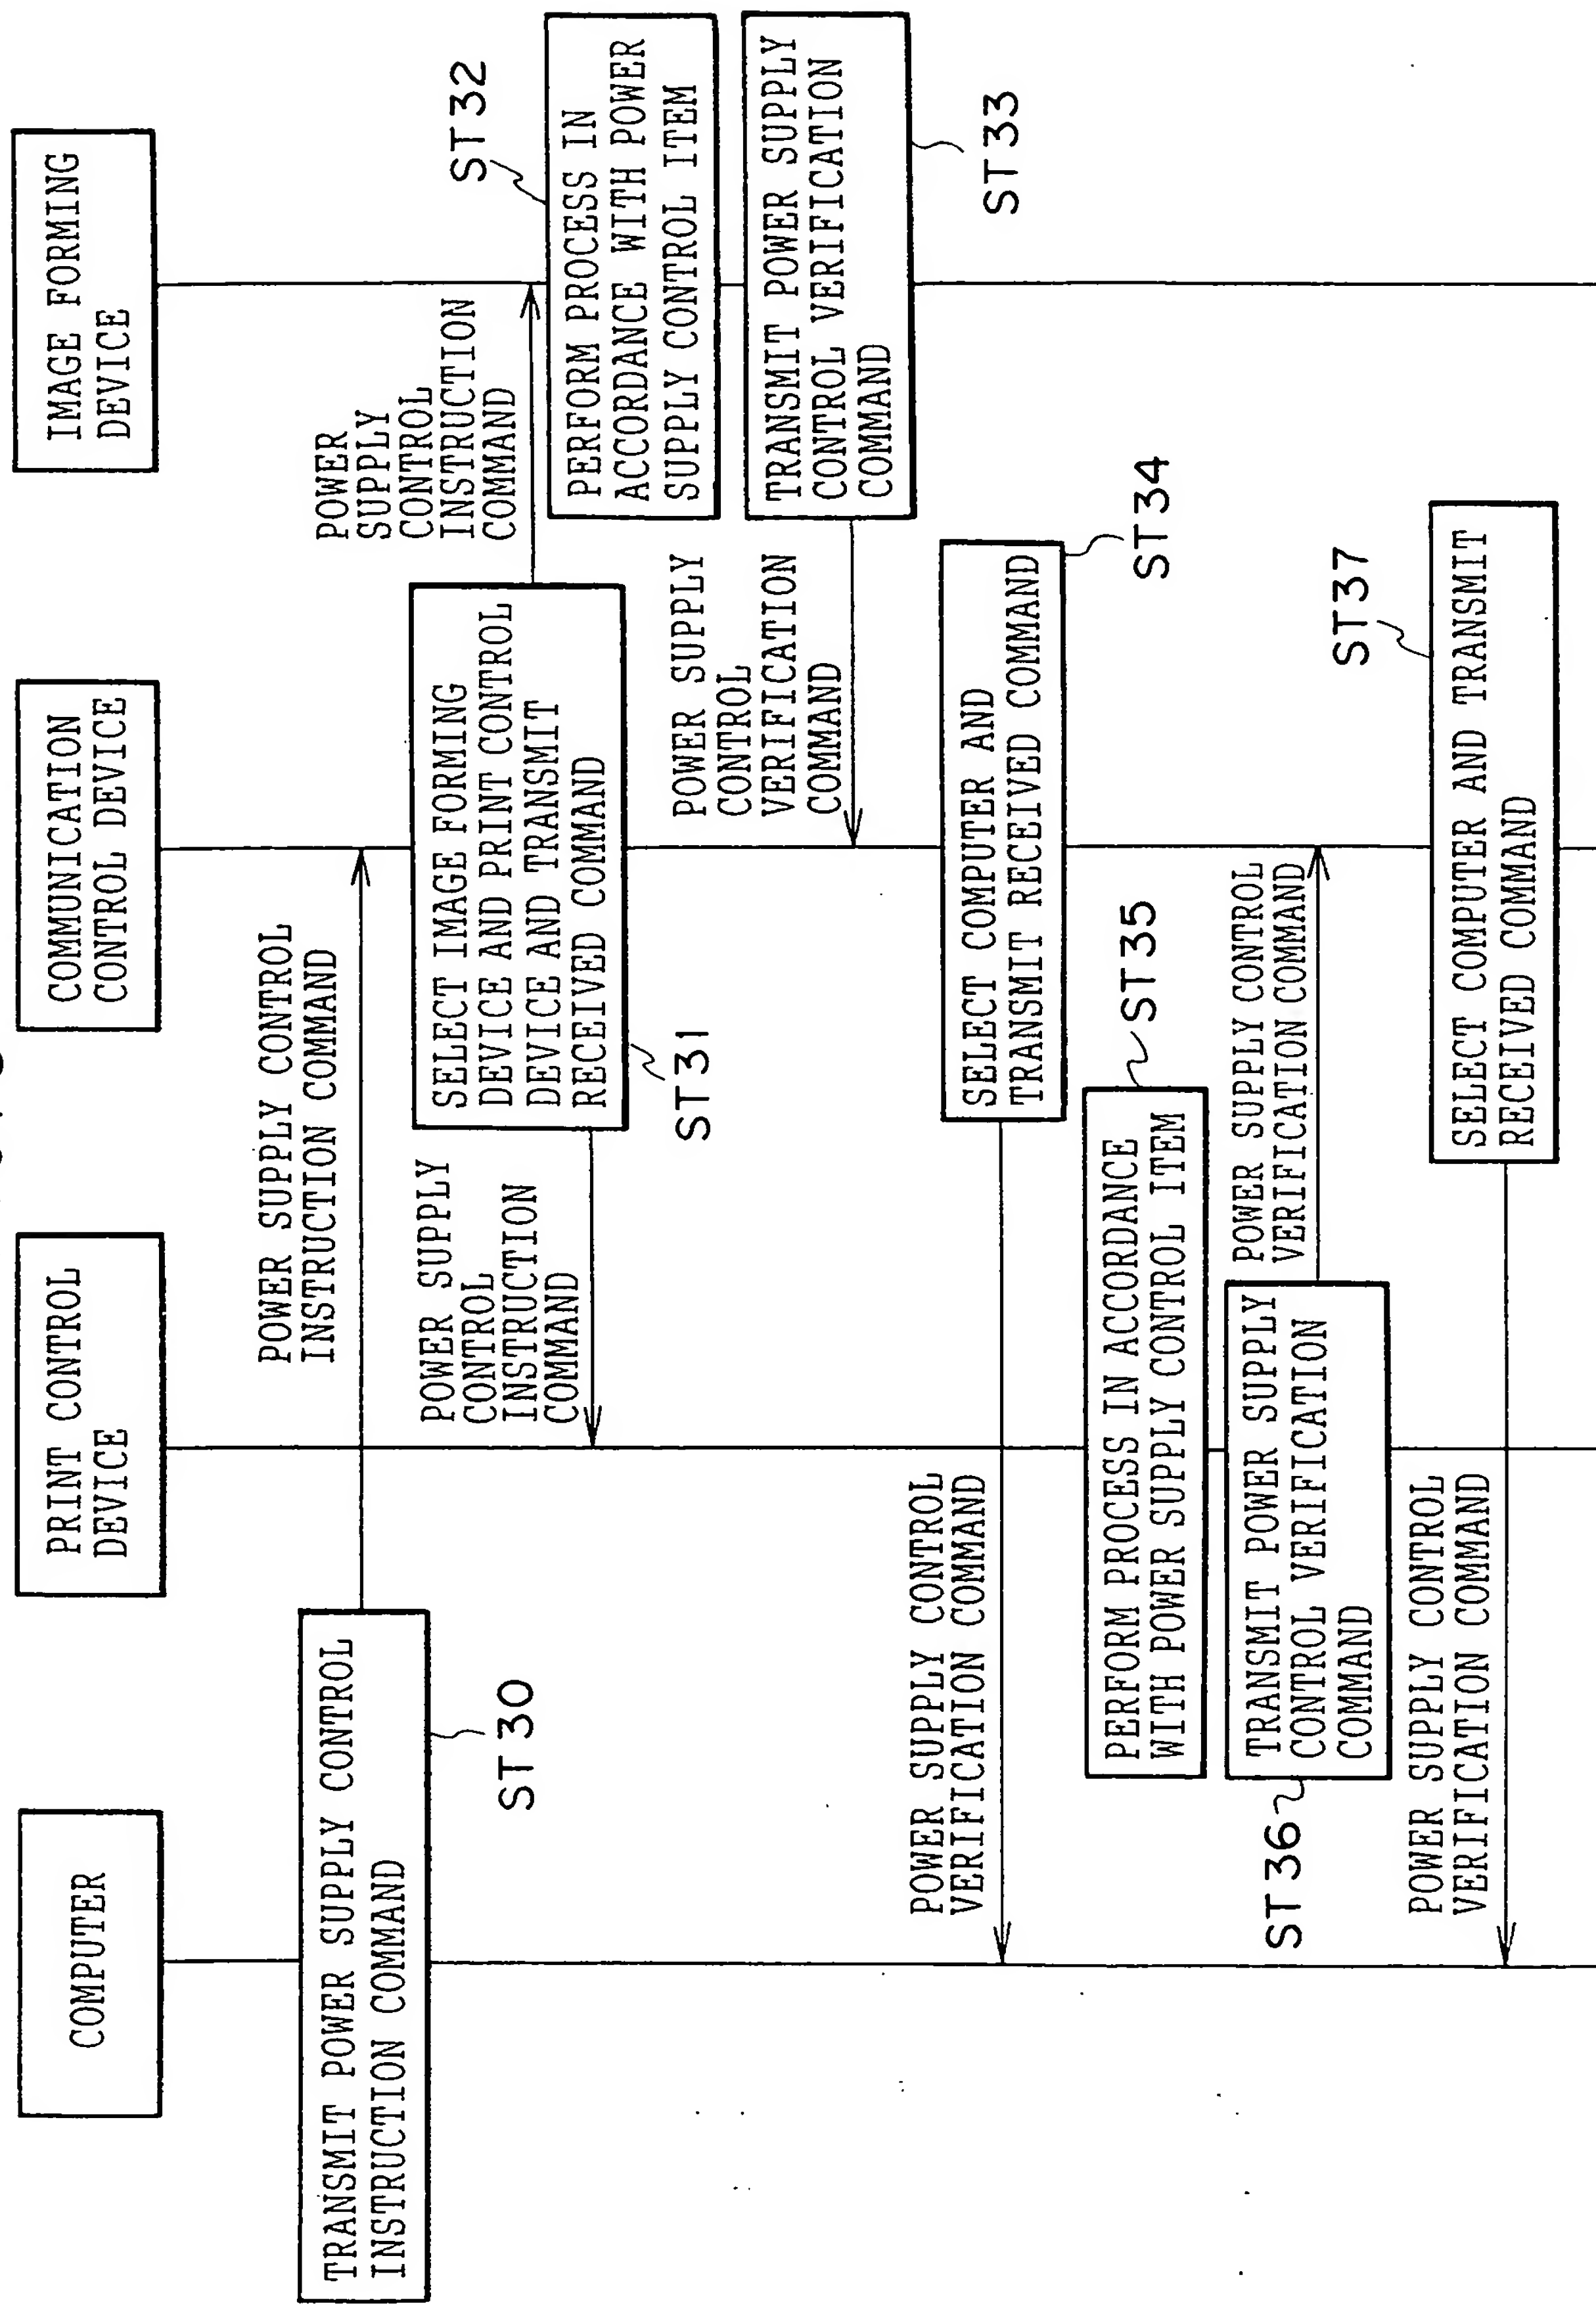 COMPUTER
PRINT CONTROL
DEVICE
COMMUNICATION
CONTROL DEVICE
IMAGE FORMING
DEVICE
TRANSMIT POWER SUPPLY CONTROL
INSTRUCTION COMMAND
ST30
POWER SUPPLY CONTROL
INSTRUCTION COMMAND
SELECT IMAGE FORMING
DEVICE AND PRINT CONTROL
DEVICE AND TRANSMIT
RECEIVED COMMAND
ST31
POWER
SUPPLY
CONTROL
INSTRUCTION
COMMAND
POWER SUPPLY
CONTROL
INSTRUCTION
COMMAND
ST32
PERFORM PROCESS IN
ACCORDANCE WITH POWER
SUPPLY CONTROL ITEM
TRANSMIT POWER SUPPLY
CONTROL VERIFICATION
COMMAND
ST33
POWER SUPPLY
CONTROL
VERIFICATION
COMMAND
SELECT COMPUTER AND
TRANSMIT RECEIVED COMMAND
ST34
POWER SUPPLY CONTROL
VERIFICATION COMMAND
PERFORM PROCESS IN ACCORDANCE
WITH POWER SUPPLY CONTROL ITEM
ST35
TRANSMIT POWER SUPPLY
CONTROL VERIFICATION
COMMAND
ST36
POWER SUPPLY CONTROL
VERIFICATION COMMAND
SELECT COMPUTER AND TRANSMIT
RECEIVED COMMAND
ST37
POWER SUPPLY CONTROL
VERIFICATION COMMAND